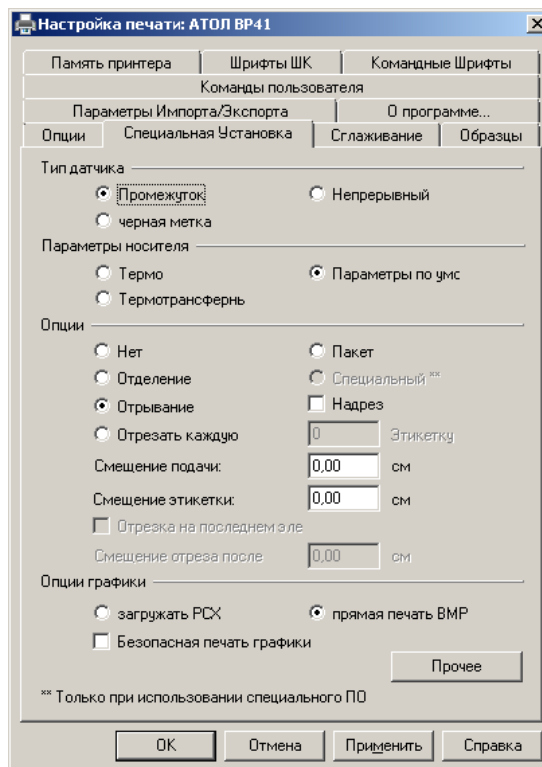 Настройка печати: АТОЛ BP41
Память принтера Шрифты ШК Командные Шрифты
Команды пользователя
Параметры Импорта/Экспорта О программе...
Опции Специальная Установка Сглаживание Образцы
Тип датчика
Промежуток Непрерывный
черная метка
Параметры носителя
Термо Параметры по умс
Термотрансфернь
Опции
Нет Пакет
Отделение Специальный **
Отрывание Надрез
Отрезать каждую 0 Этикетку
Смещение подачи: 0,00 см
Смещение этикетки: 0,00 см
Отрезка на последнем эле
Смещение отреза после 0,00 см
Опции графики
загружать PCX прямая печать BMP
Безопасная печать графики
Прочее
** Только при использовании специального ПО
OK Отмена Применить Справка